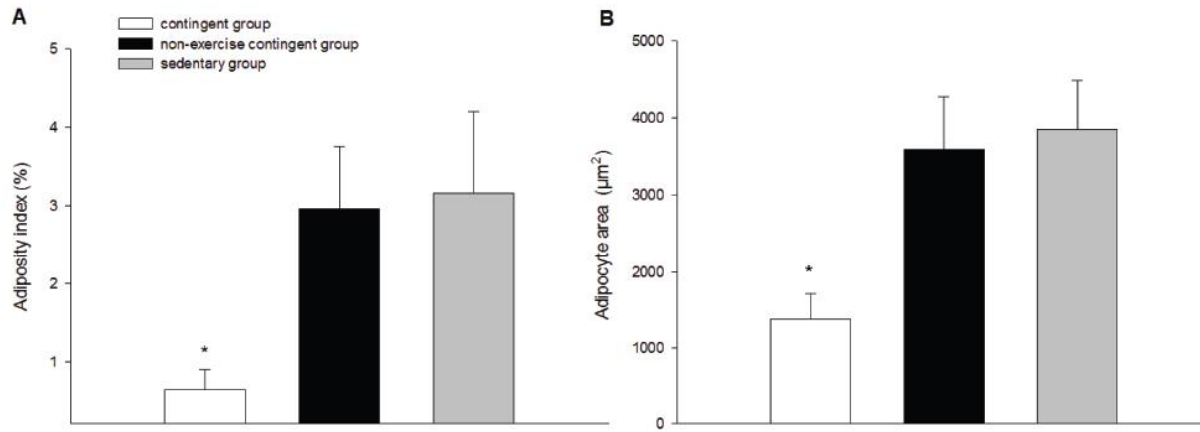 A
contingent group
non-exercise contingent group
sedentary group
5
4
3
2
1
Adiposity index (%)
*
B
5000
4000
3000
2000
1000
0
Adipocyte area (µm²)
*